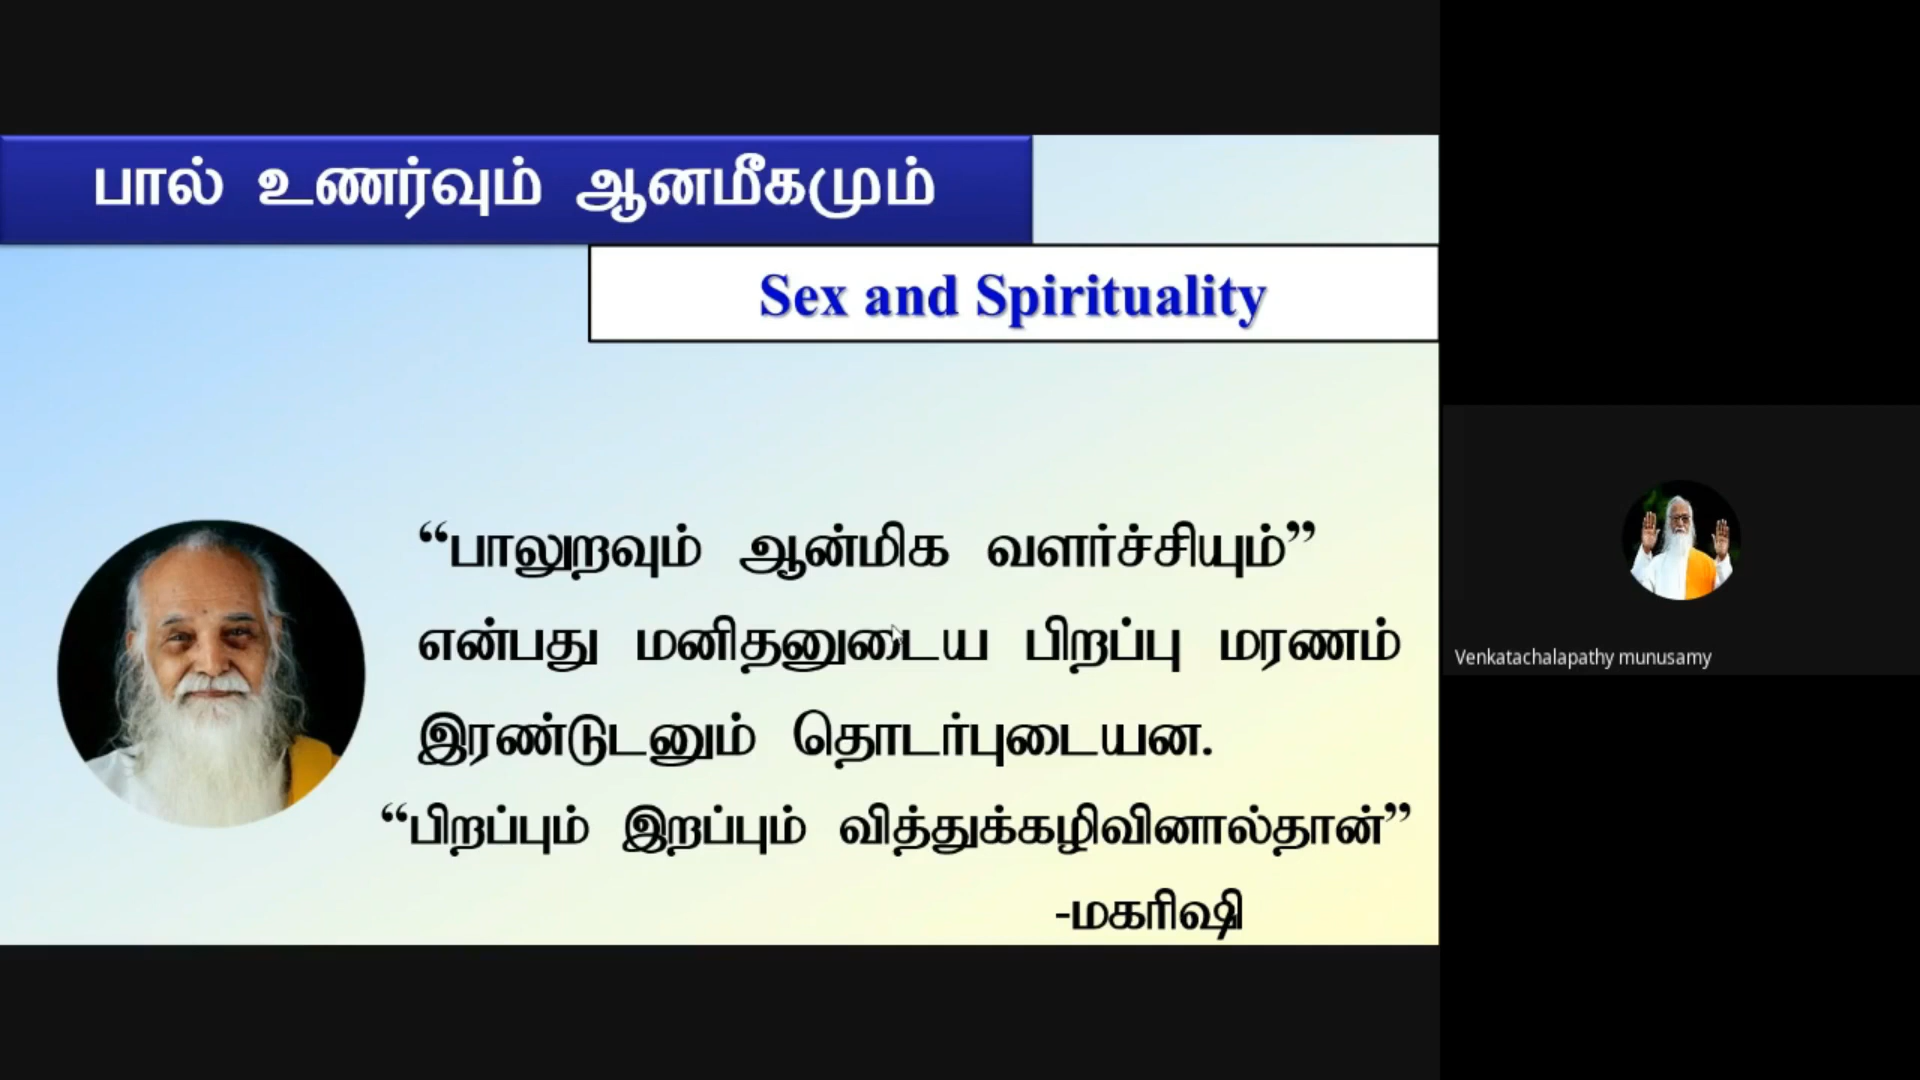 பால் உணர்வும் ஆனமீகமும்
Sex and Spirituality
“பாலுறவும் ஆன்மிக வளர்ச்சியும்”
என்பது மனிதனுடைய பிறப்பு மரணம்
இரண்டுடனும் தொடர்புடையன.
“பிறப்பும் இறப்பும் வித்துக்கழிவினால்தான்”
-மகரிஷி
Venkatachalapathy munusamy